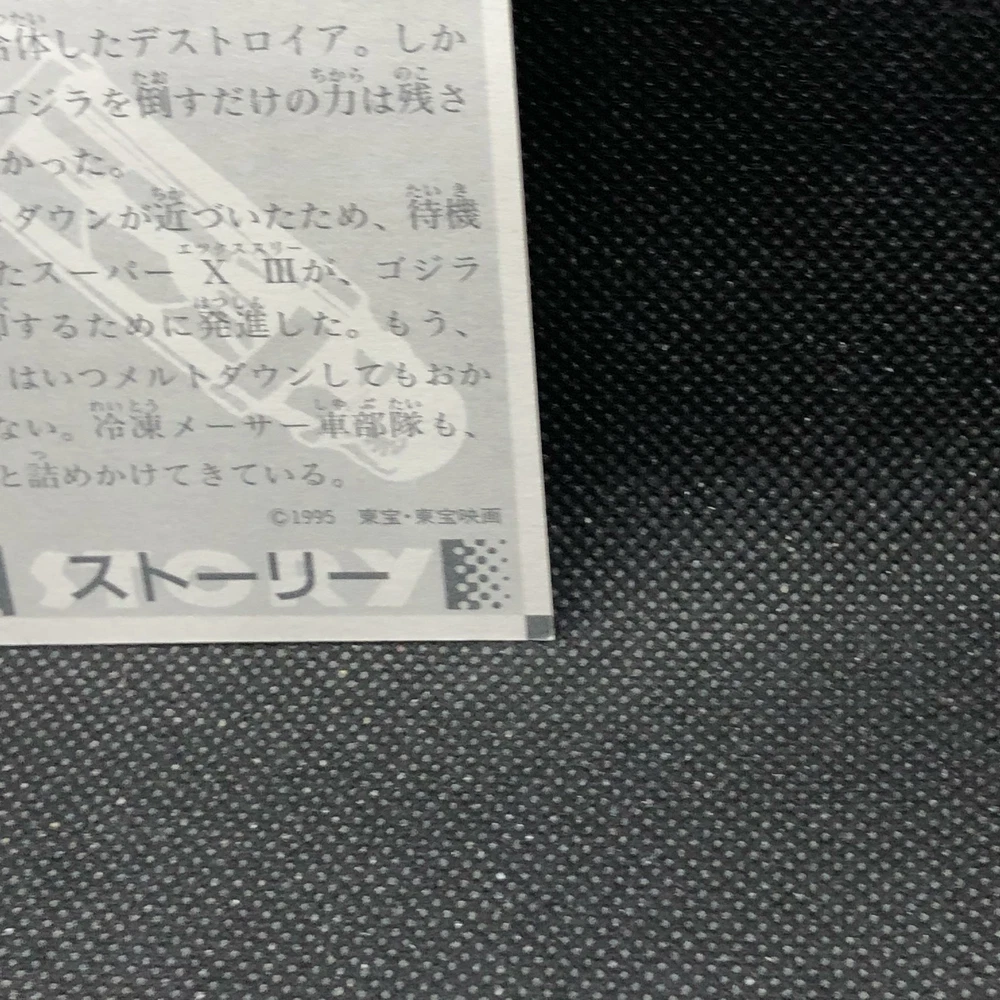 合体したデストロイア。しか
ゴジラを倒すだけの力は残さ
かった。
ダウンが近づいたため、待機
たスーパーXⅢが、ゴジラ
するために発進した。もう、
はいつメルトダウンしてもおか
ない。冷凍メーサー車部隊も、
と詰めかけてきている。
©1995 東宝・東宝映画
ストーリー